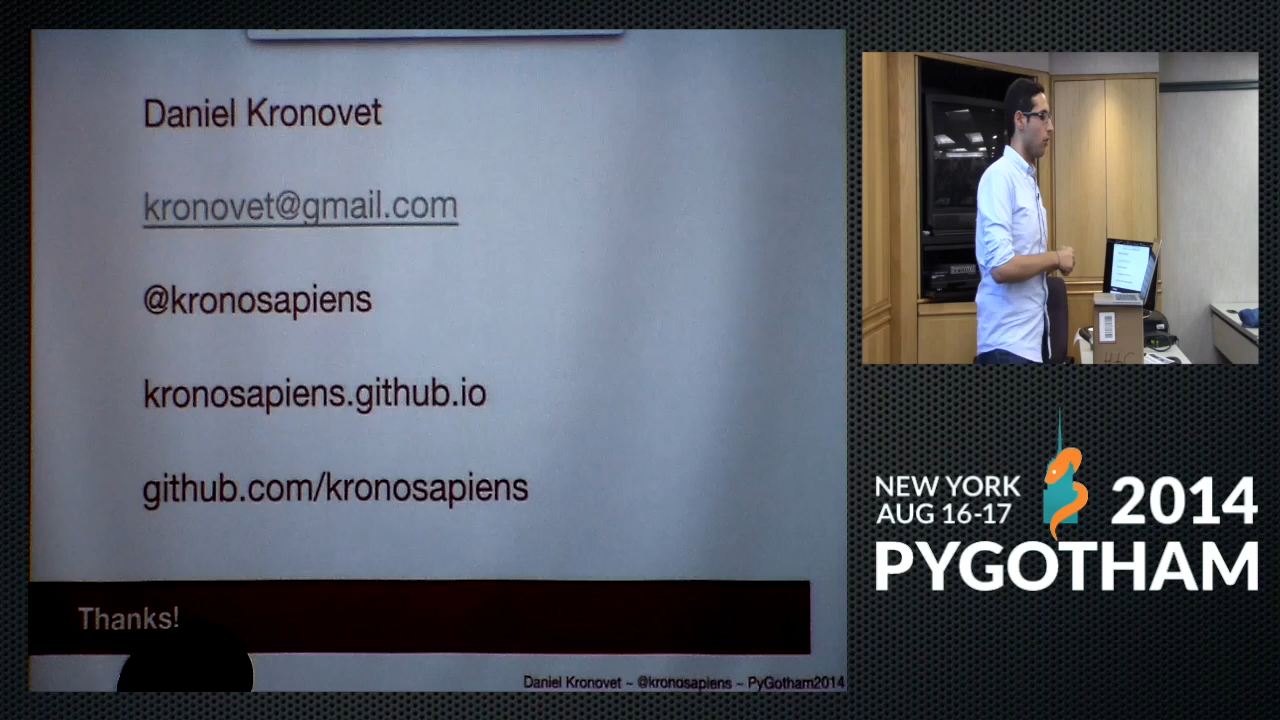 Daniel Kronovet
kronovet@gmail.com
@kronosapiens
kronosapiens.github.io
github.com/kronosapiens
Thanks!
Daniel Kronovet ~ @kronosapiens ~ PyGotham2014
NEW YORK
AUG 16-17
2014
PYGOTHAM